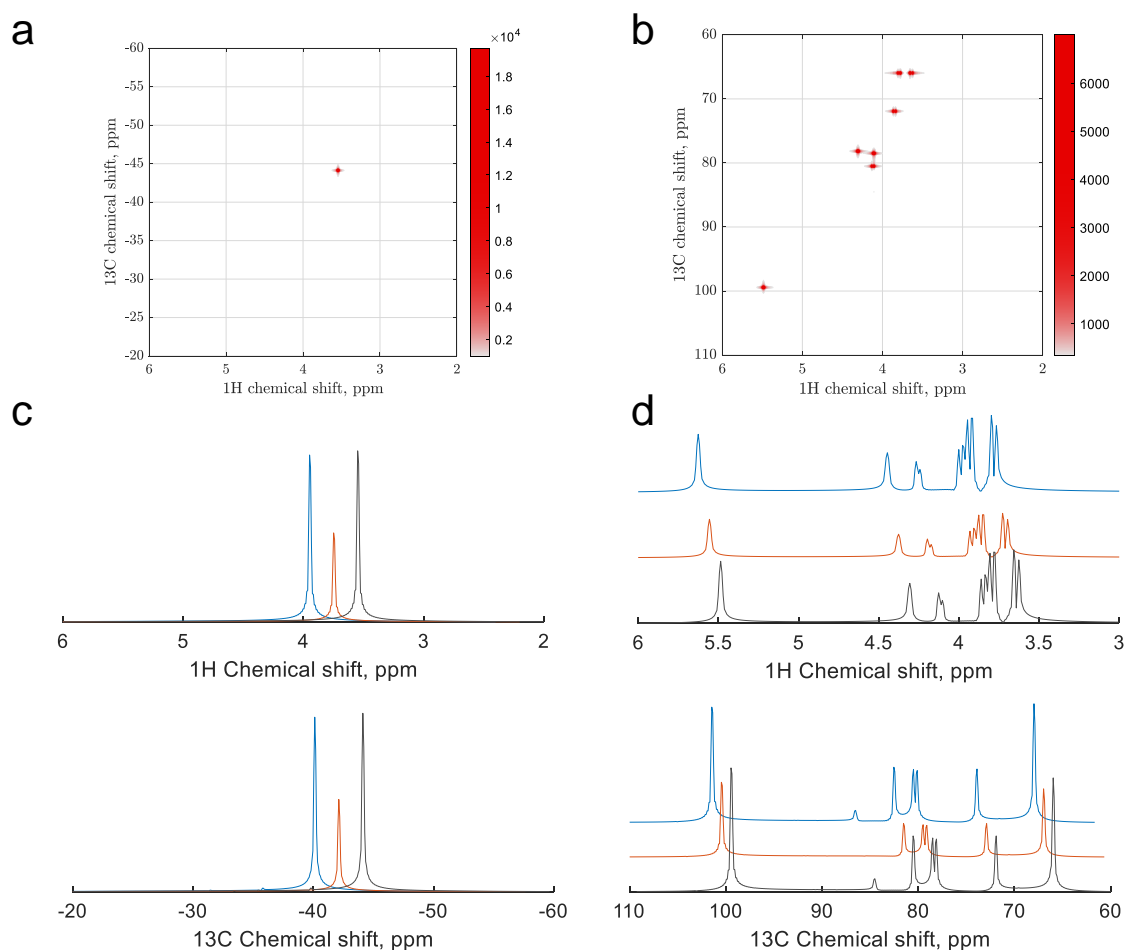 a
×10⁴
-60
-55
-50
-45
-40
-35
-30
-25
-20
13C chemical shift, ppm
6 5 4 3 2
1H chemical shift, ppm
1.8
1.6
1.4
1.2
1
0.8
0.6
0.4
0.2
b
60
70
80
90
100
110
13C chemical shift, ppm
6 5 4 3 2
1H chemical shift, ppm
6000
5000
4000
3000
2000
1000
c
6 5 4 3 2
1H Chemical shift, ppm
-20 -30 -40 -50 -60
13C Chemical shift, ppm
d
6 5.5 5 4.5 4 3.5 3
1H Chemical shift, ppm
110 100 90 80 70 60
13C Chemical shift, ppm